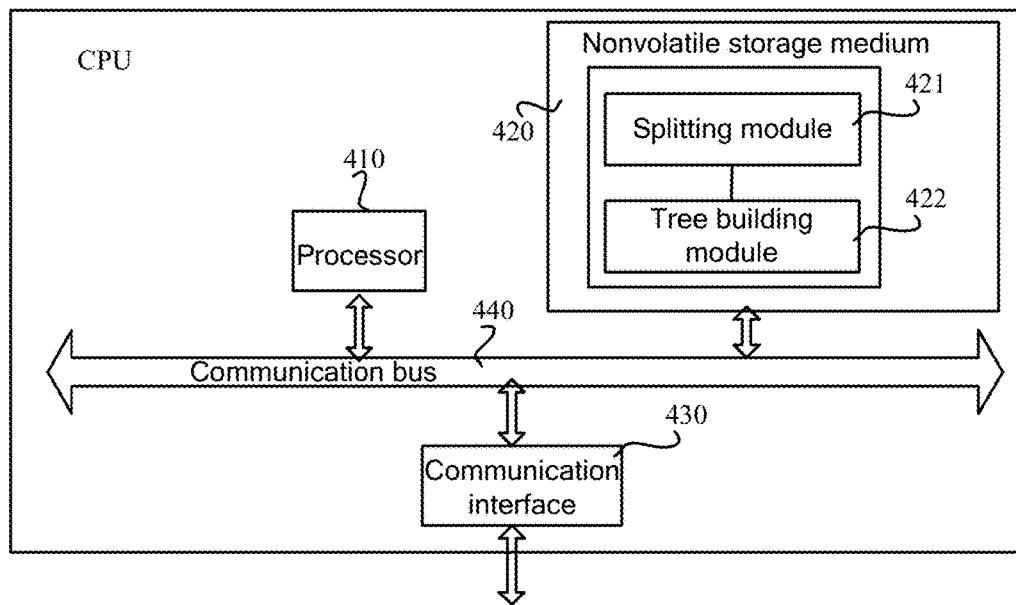 CPU
Nonvolatile storage medium
420
421
Splitting module
422
Tree building
module
410
Processor
440
Communication bus
430
Communication
interface